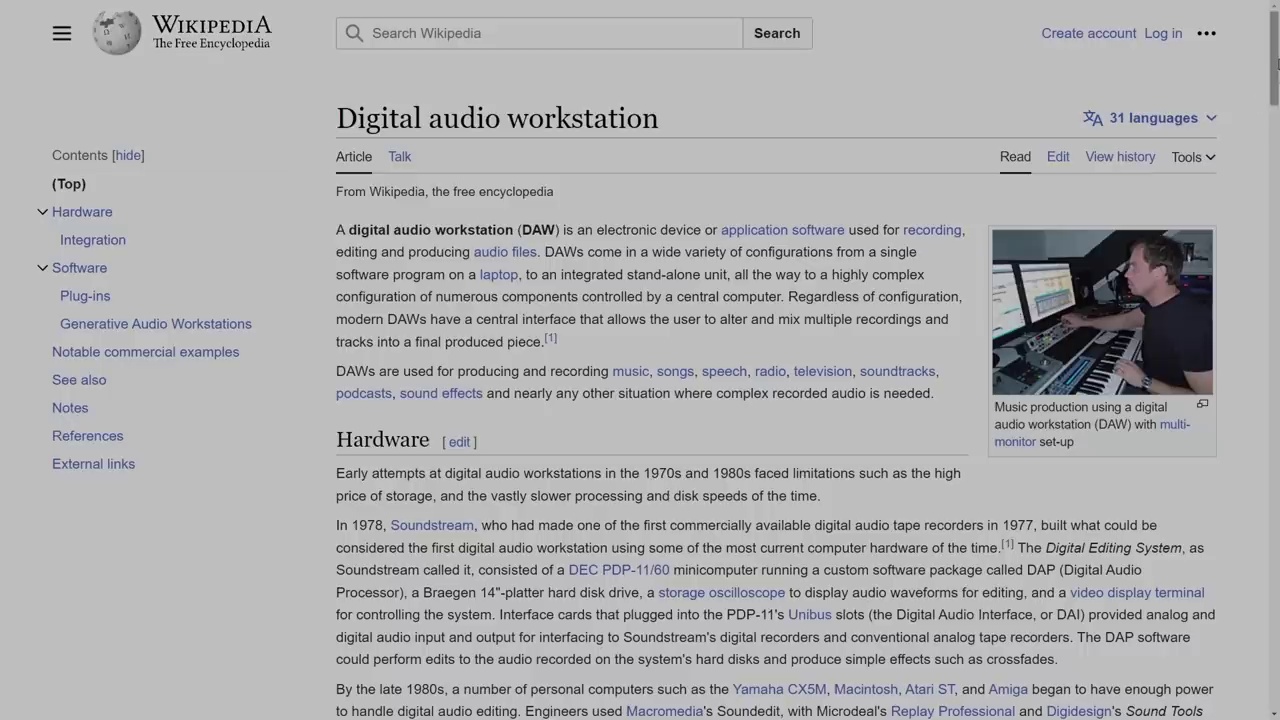 WIKIPEDIA
The Free Encyclopedia
Search Wikipedia
Search
Create account Log in
Digital audio workstation
31 languages
Article Talk
Read Edit View history Tools
From Wikipedia, the free encyclopedia
Contents [hide]
(Top)
Hardware
Integration
Software
Plug-ins
Generative Audio Workstations
Notable commercial examples
See also
Notes
References
External links
A digital audio workstation (DAW) is an electronic device or application software used for recording,
editing and producing audio files. DAWs come in a wide variety of configurations from a single
software program on a laptop, to an integrated stand-alone unit, all the way to a highly complex
configuration of numerous components controlled by a central computer. Regardless of configuration,
modern DAWs have a central interface that allows the user to alter and mix multiple recordings and
tracks into a final produced piece.[1]
DAWs are used for producing and recording music, songs, speech, radio, television, soundtracks,
podcasts, sound effects and nearly any other situation where complex recorded audio is needed.
Music production using a digital
audio workstation (DAW) with multi-
monitor set-up
Hardware [ edit ]
Early attempts at digital audio workstations in the 1970s and 1980s faced limitations such as the high
price of storage, and the vastly slower processing and disk speeds of the time.
In 1978, Soundstream, who had made one of the first commercially available digital audio tape recorders in 1977, built what could be
considered the first digital audio workstation using some of the most current computer hardware of the time.[1] The Digital Editing System, as
Soundstream called it, consisted of a DEC PDP-11/60 minicomputer running a custom software package called DAP (Digital Audio
Processor), a Braegen 14"-platter hard disk drive, a storage oscilloscope to display audio waveforms for editing, and a video display terminal
for controlling the system. Interface cards that plugged into the PDP-11's Unibus slots (the Digital Audio Interface, or DAI) provided analog and
digital audio input and output for interfacing to Soundstream's digital recorders and conventional analog tape recorders. The DAP software
could perform edits to the audio recorded on the system's hard disks and produce simple effects such as crossfades.
By the late 1980s, a number of personal computers such as the Yamaha CX5M, Macintosh, Atari ST, and Amiga began to have enough power
to handle digital audio editing. Engineers used Macromedia's Soundedit, with Microdeal's Replay Professional and Digidesign's Sound Tools